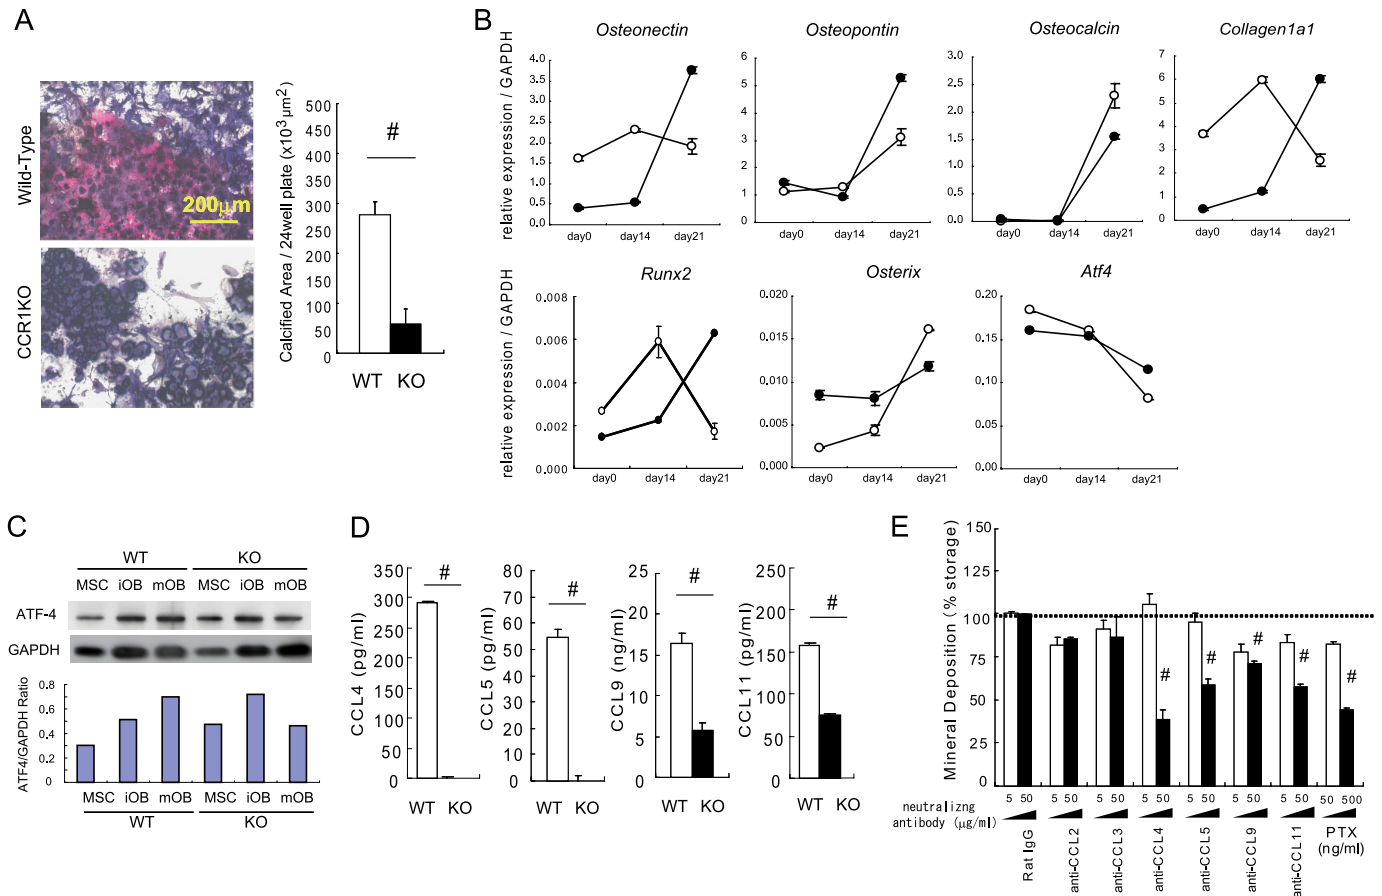 A
Wild-Type
200μm
CCR1KO
Calcified Area / 24well plate (x10³μm²)
500
450
400
350
300
250
200
150
100
50
0
#
WT KO
B
relative expression / GAPDH
Osteonectin
4.0
3.5
3.0
2.5
2.0
1.5
1.0
0.5
0.0
day0 day14 day21
Osteopontin
6
5
4
3
2
1
0
day0 day14 day21
Osteocalcin
3.0
2.5
2.0
1.5
1.0
0.5
0.0
day0 day14 day21
Collagen1a1
7
6
5
4
3
2
1
0
day0 day14 day21
relative expression / GAPDH
Runx2
0.008
0.006
0.004
0.002
0.000
day0 day14 day21
Osterix
0.020
0.015
0.010
0.005
0.000
day0 day14 day21
Atf4
0.20
0.15
0.10
0.05
0.00
day0 day14 day21
C
WT KO
MSC iOB mOB MSC iOB mOB
ATF-4
GAPDH
ATF4/GAPDH Ratio
0.8
0.6
0.4
0.2
0
MSC iOB mOB MSC iOB mOB
WT KO
D
CCL4 (pg/ml)
350
300
250
200
150
100
50
0
#
WT KO
CCL5 (pg/ml)
80
70
60
50
40
30
20
10
0
#
WT KO
CCL9 (ng/ml)
25
20
15
10
5
0
#
WT KO
CCL11 (pg/ml)
250
200
150
100
50
0
#
WT KO
E
Mineral Deposition (% storage)
150
125
100
75
50
25
0
# # # # #
5 50 5 50 5 50 5 50 5 50 5 50 5 50 50 500
neutralizng
antibody (μg/ml)
Rat IgG
anti-CCL2
anti-CCL3
anti-CCL4
anti-CCL5
anti-CCL9
anti-CCL11
PTX
(ng/ml)